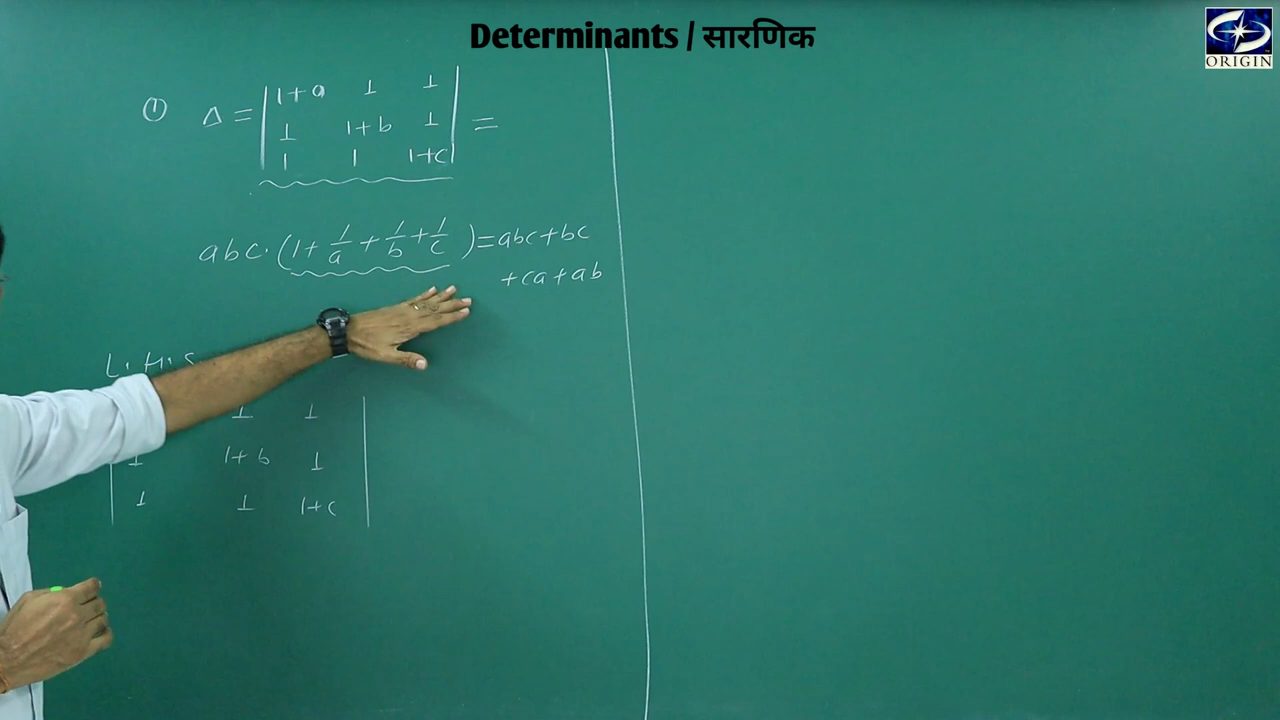 Determinants / सारणिक
ORIGIN
① Δ = | 1+a 1 1 |
| 1 1+b 1 | =
| 1 1 1+c |
abc·(1+1/a+1/b+1/c)=abc+bc
+ca+ab
L.H.S
1 1
1 1+b 1
1 1 1+c